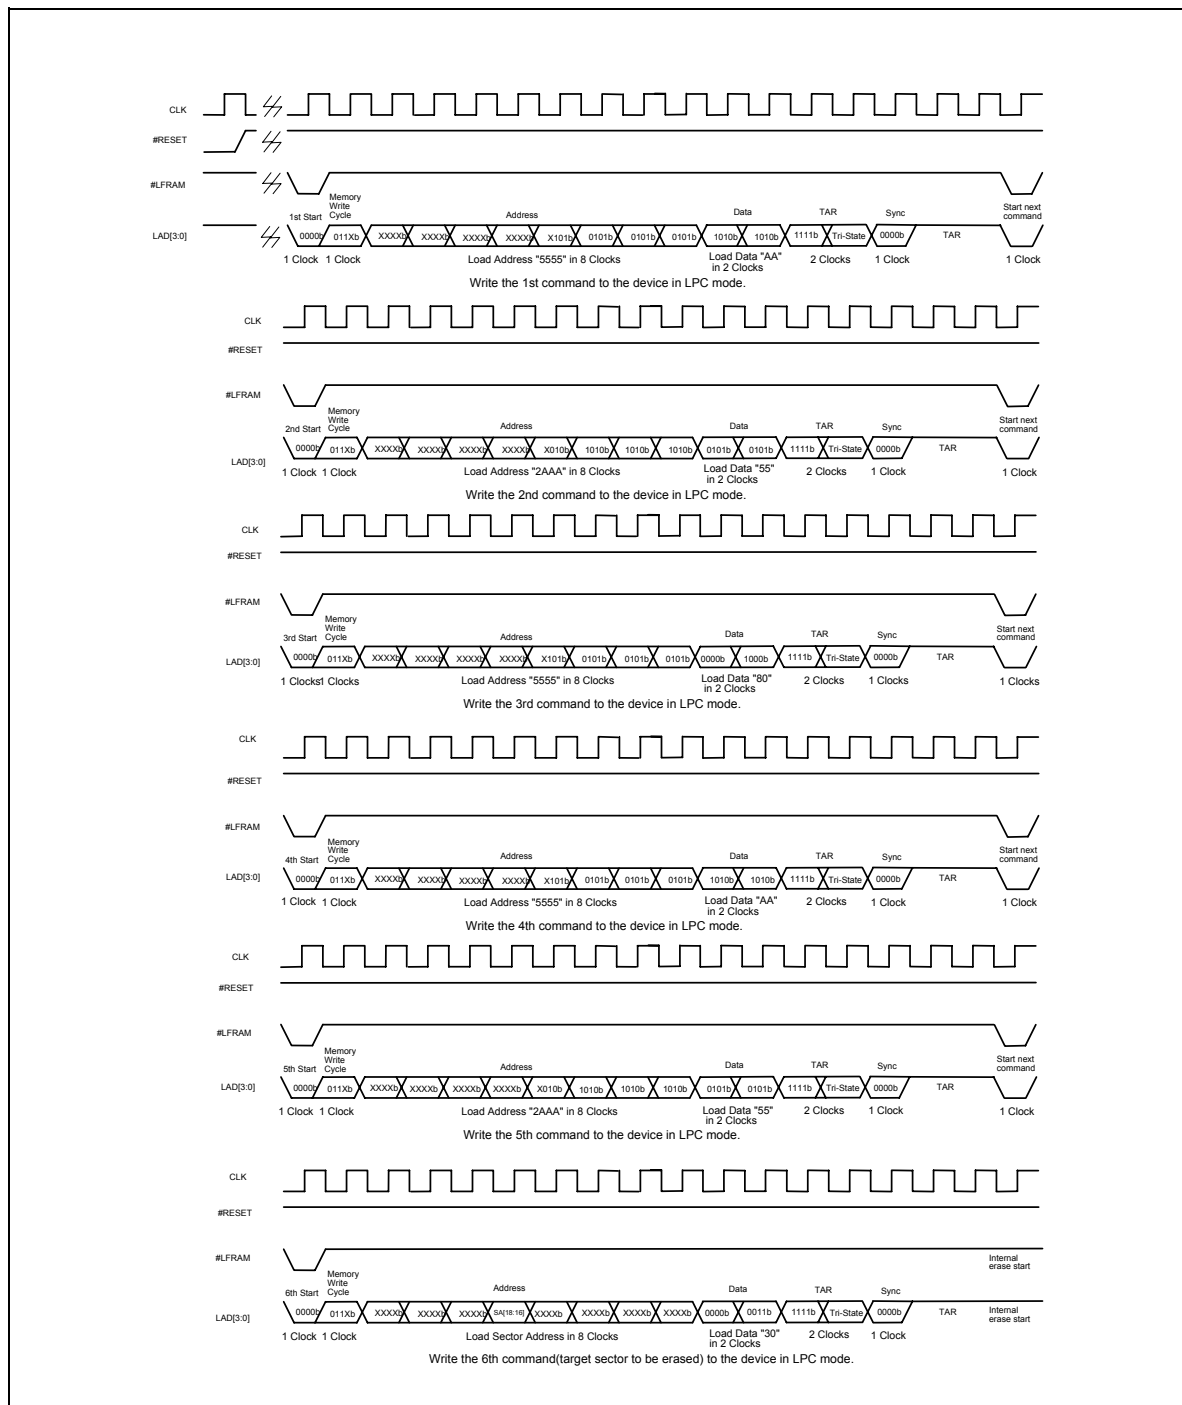 CLK
#RESET
#LFRAM
LAD[3:0]
1st Start
Memory
Write
Cycle
Address
Data
TAR
Sync
Start next
command
0000b 011Xb XXXXb XXXXb XXXXb XXXXb X101b 0101b 0101b 0101b 1010b 1010b 1111b Tri-State 0000b TAR
1 Clock 1 Clock Load Address "5555" in 8 Clocks Load Data "AA"
in 2 Clocks 2 Clocks 1 Clock 1 Clock
Write the 1st command to the device in LPC mode.
CLK
#RESET
#LFRAM
LAD[3:0]
2nd Start
Memory
Write
Cycle
Address
Data
TAR
Sync
Start next
command
0000b 011Xb XXXXb XXXXb XXXXb XXXXb X010b 1010b 1010b 1010b 0101b 0101b 1111b Tri-State 0000b TAR
1 Clock 1 Clock Load Address "2AAA" in 8 Clocks Load Data "55"
in 2 Clocks 2 Clocks 1 Clock 1 Clock
Write the 2nd command to the device in LPC mode.
CLK
#RESET
#LFRAM
LAD[3:0]
3rd Start
Memory
Write
Cycle
Address
Data
TAR
Sync
Start next
command
0000b 011Xb XXXXb XXXXb XXXXb XXXXb X101b 0101b 0101b 0101b 0000b 1000b 1111b Tri-State 0000b TAR
1 Clocks 1 Clocks Load Address "5555" in 8 Clocks Load Data "80"
in 2 Clocks 2 Clocks 1 Clocks 1 Clocks
Write the 3rd command to the device in LPC mode.
CLK
#RESET
#LFRAM
LAD[3:0]
4th Start
Memory
Write
Cycle
Address
Data
TAR
Sync
Start next
command
0000b 011Xb XXXXb XXXXb XXXXb XXXXb X101b 0101b 0101b 0101b 1010b 1010b 1111b Tri-State 0000b TAR
1 Clock 1 Clock Load Address "5555" in 8 Clocks Load Data "AA"
in 2 Clocks 2 Clocks 1 Clock 1 Clock
Write the 4th command to the device in LPC mode.
CLK
#RESET
#LFRAM
LAD[3:0]
5th Start
Memory
Write
Cycle
Address
Data
TAR
Sync
Start next
command
0000b 011Xb XXXXb XXXXb XXXXb XXXXb X010b 1010b 1010b 1010b 0101b 0101b 1111b Tri-State 0000b TAR
1 Clock 1 Clock Load Address "2AAA" in 8 Clocks Load Data "55"
in 2 Clocks 2 Clocks 1 Clock 1 Clock
Write the 5th command to the device in LPC mode.
CLK
#RESET
#LFRAM
Internal
erase start
LAD[3:0]
6th Start
Memory
Write
Cycle
Address
Data
TAR
Sync
0000b 011Xb XXXXb XXXXb XXXXb SA[18:16] XXXXb XXXXb XXXXb XXXXb 0000b 0011b 1111b Tri-State 0000b TAR Internal
erase start
1 Clock 1 Clock Load Sector Address in 8 Clocks Load Data "30"
in 2 Clocks 2 Clocks 1 Clock
Write the 6th command(target sector to be erased) to the device in LPC mode.